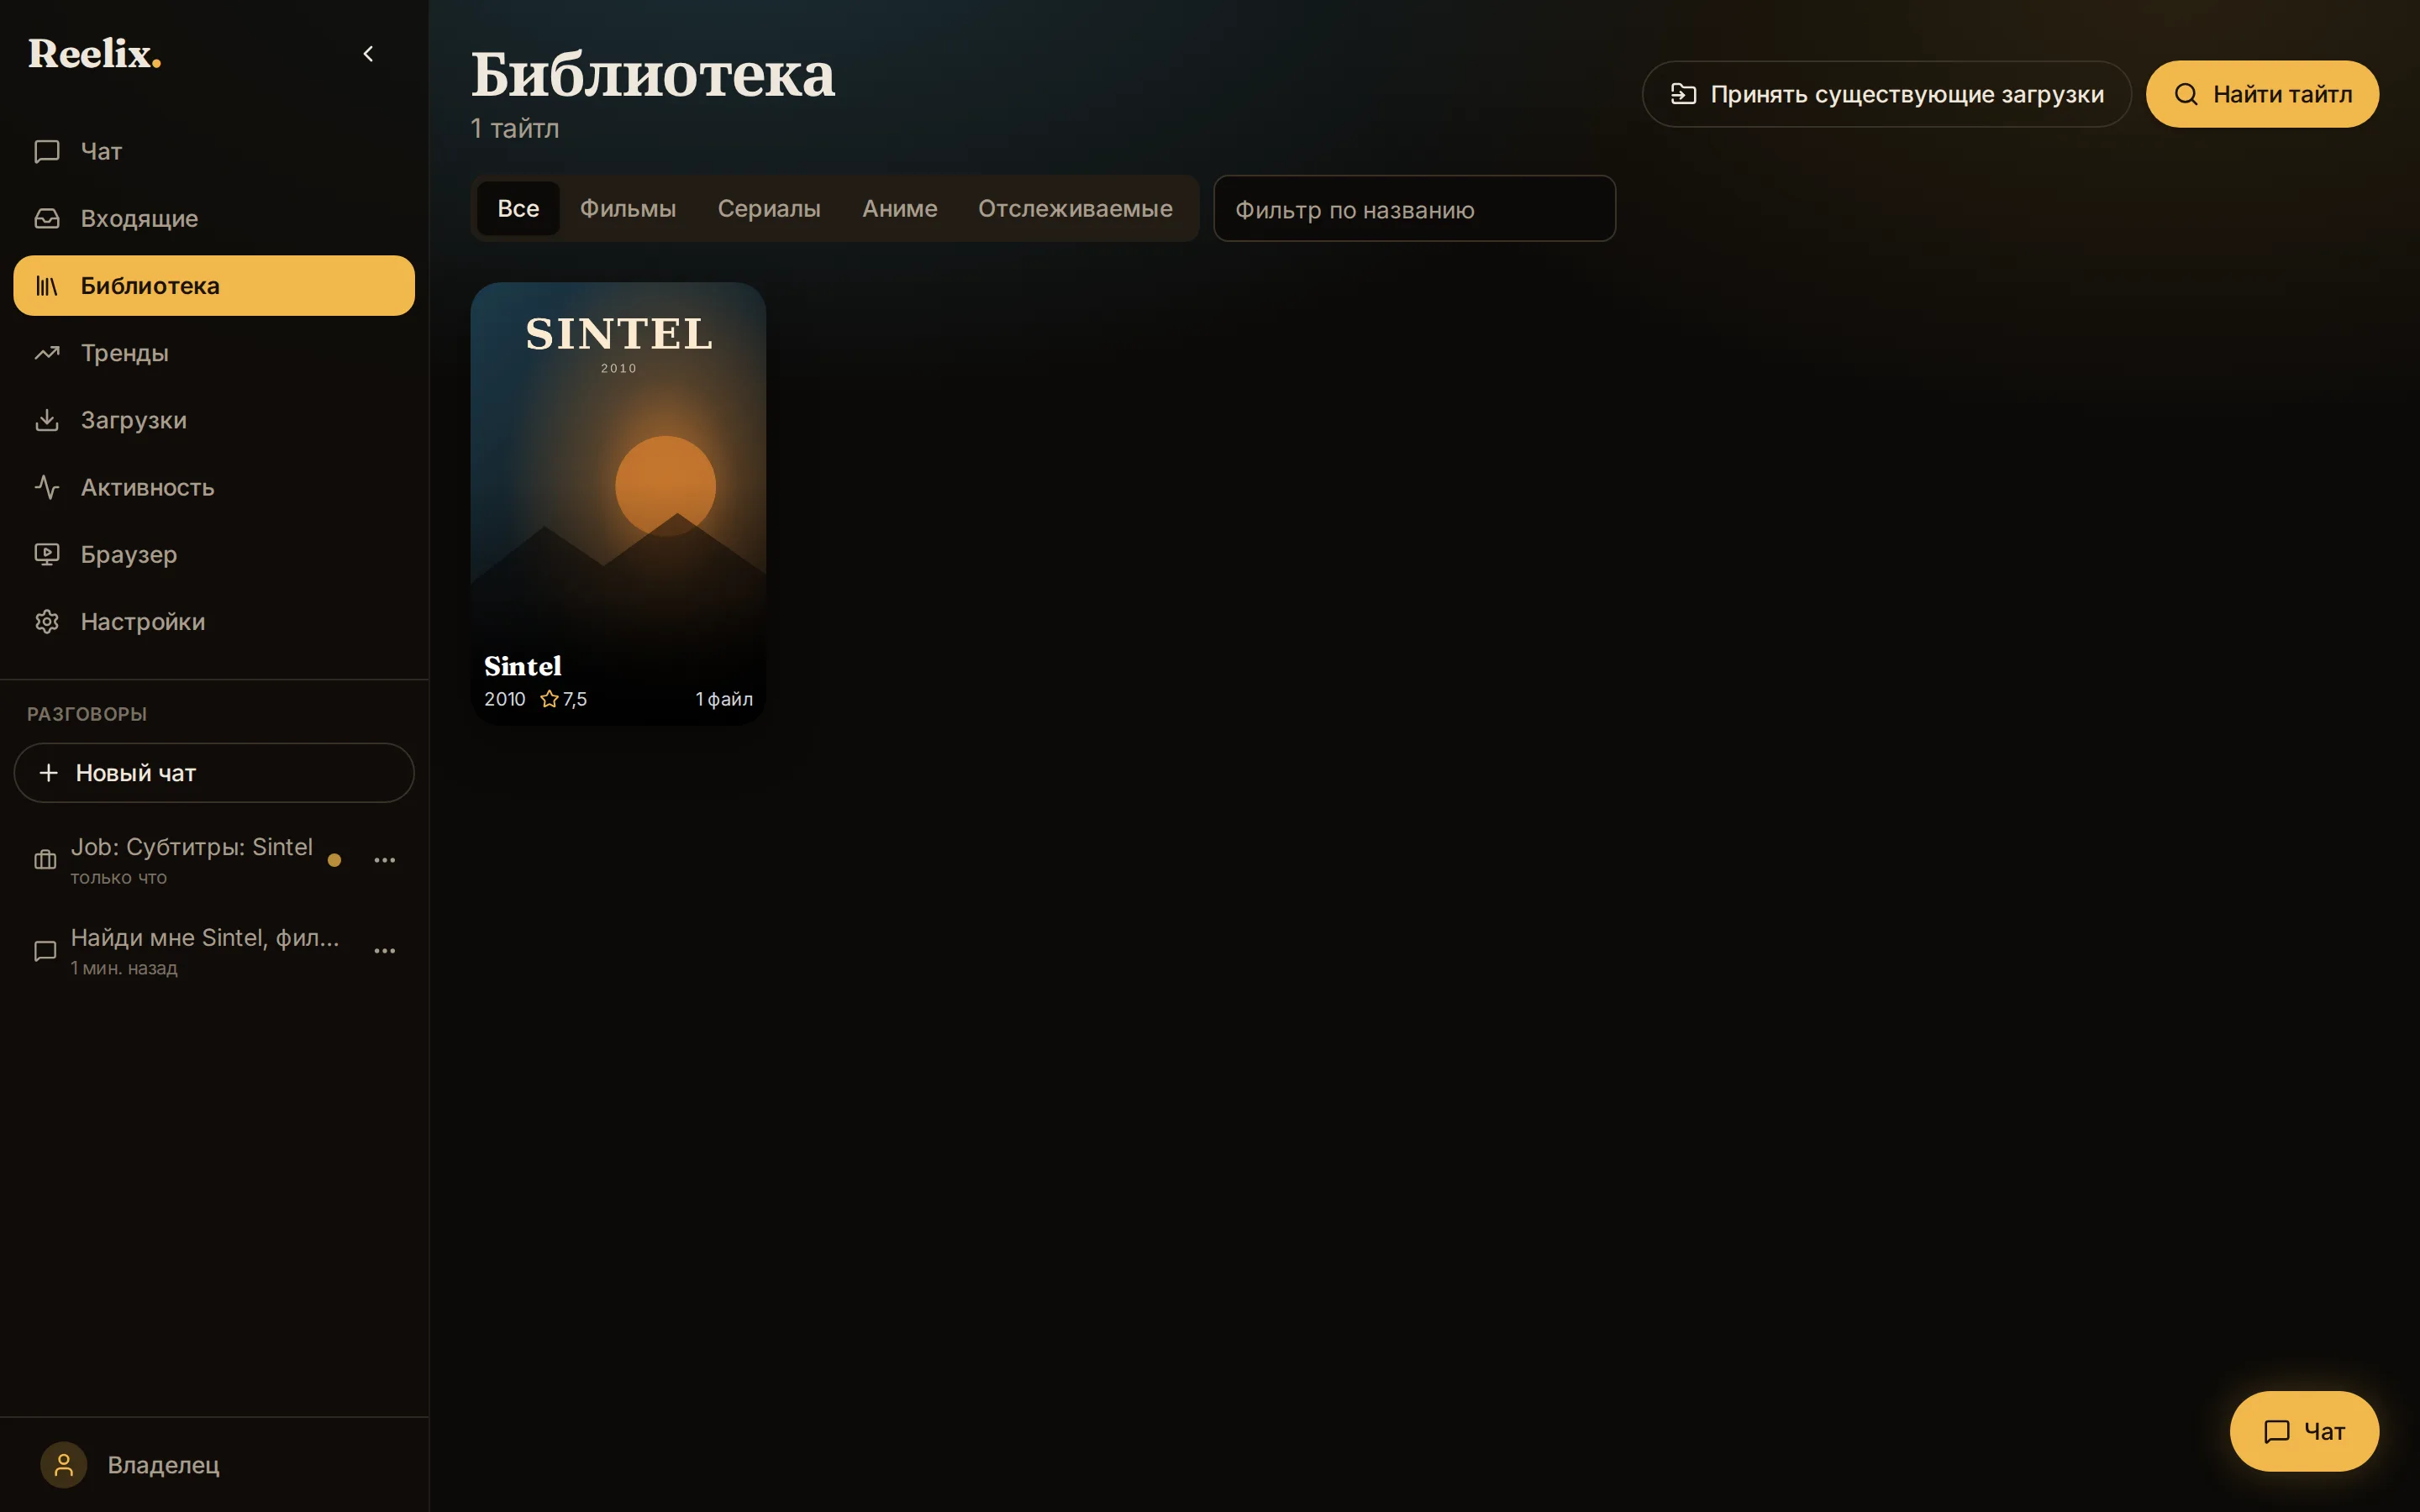 Reelix.
Чат
Входящие
Библиотека
Тренды
Загрузки
Активность
Браузер
Настройки
РАЗГОВОРЫ
Новый чат
Job: Субтитры: Sintel
только что
Найди мне Sintel, фил...
1 мин. назад
Владелец
Библиотека
1 тайтл
Принять существующие загрузки
Найти тайтл
Все Фильмы Сериалы Аниме Отслеживаемые
Фильтр по названию
SINTEL
2010
Sintel
2010 7,5 1 файл
Чат